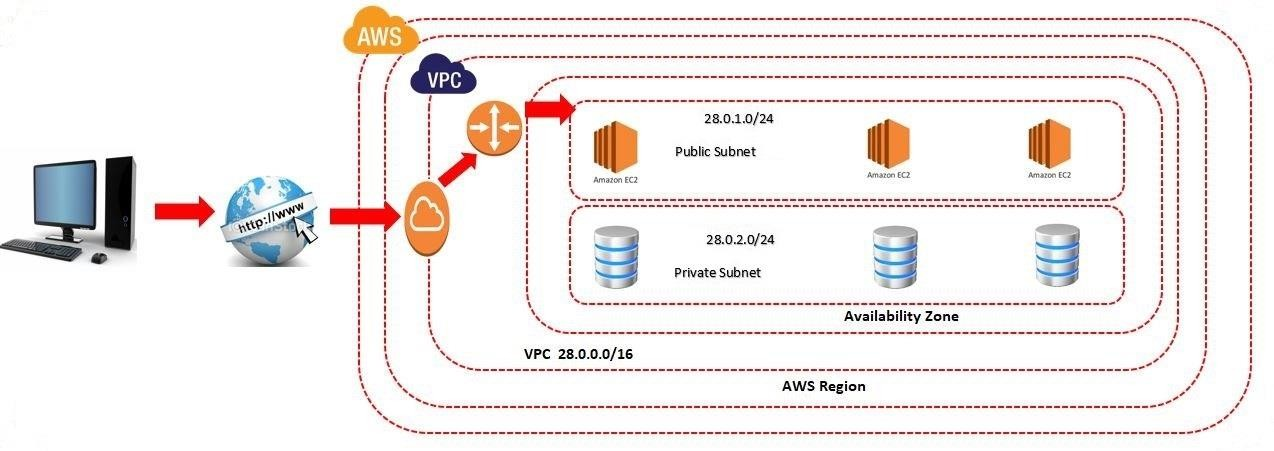 AWS
VPC
28.0.1.0/24
Public Subnet
Amazon EC2
Amazon EC2
Amazon EC2
http://www
28.0.2.0/24
Private Subnet
Availability Zone
VPC 28.0.0.0/16
AWS Region